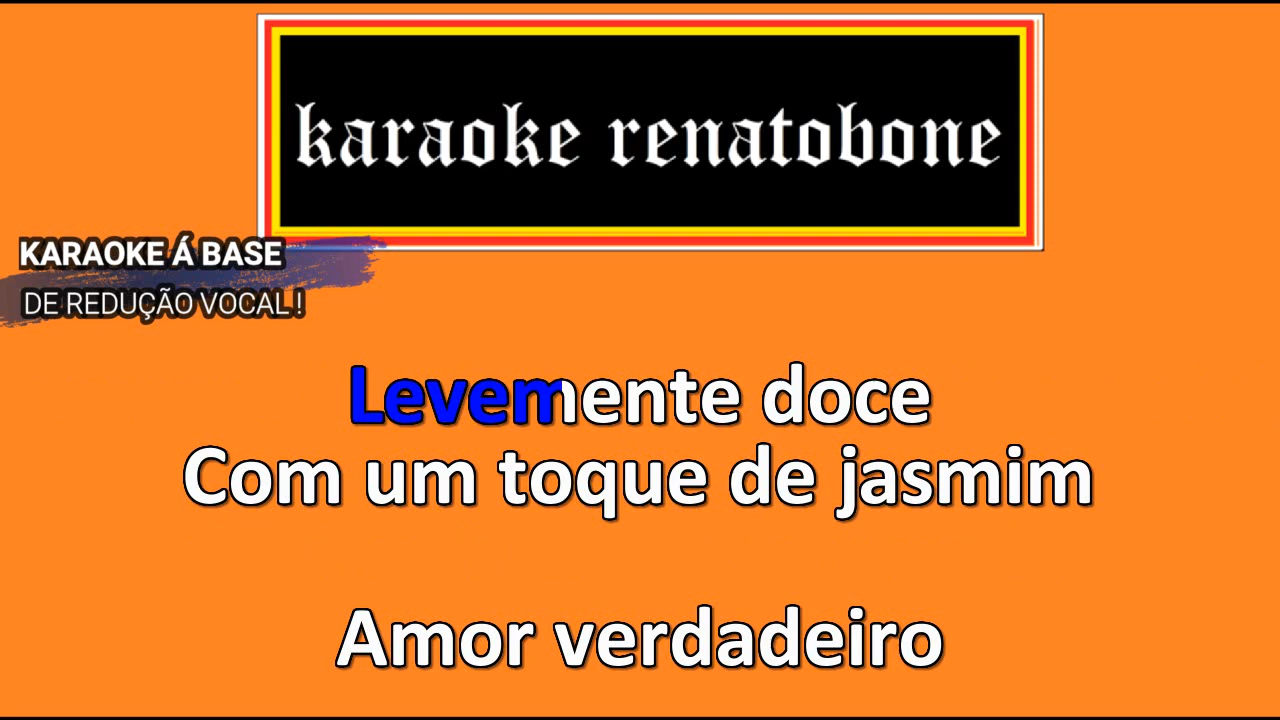 karaoke renatobone
KARAOKE Á BASE
DE REDUÇÃO VOCAL !
Levemente doce
Com um toque de jasmim
Amor verdadeiro